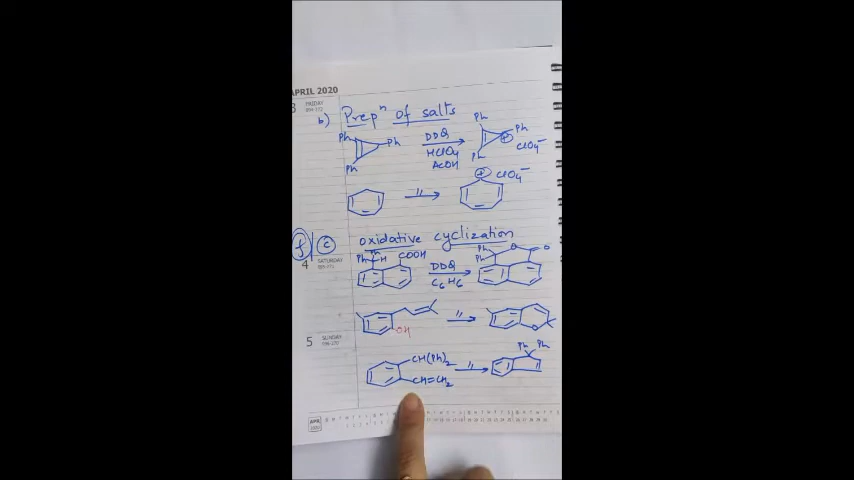 APRIL 2020
3 FRIDAY
b) Prepⁿ of salts
Ph Ph Ph DDQ HClO4 AcOH Ph Ph Ph ⊕ ClO4⁻
〃 ⊕ ClO4⁻
f c oxidative cyclization
4 SATURDAY
Ph Ph H COOH DDQ C6H6 Ph Ph O O
OH 〃 O
5 SUNDAY
CH(Ph)2 CH=CH2 〃 Ph Ph
APR